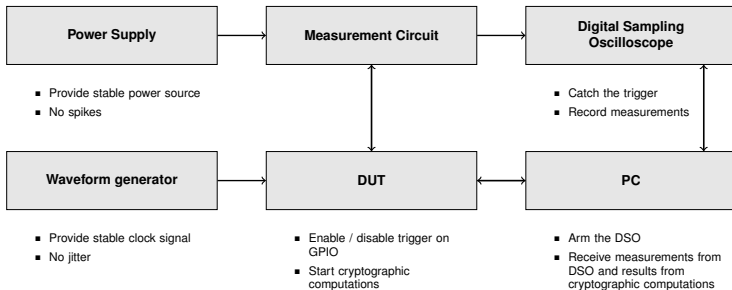 Power Supply
Measurement Circuit
Digital Sampling
Oscilloscope
■ Provide stable power source
■ No spikes
■ Catch the trigger
■ Record measurements
Waveform generator
DUT
PC
■ Provide stable clock signal
■ No jitter
■ Enable / disable trigger on
GPIO
■ Start cryptographic
computations
■ Arm the DSO
■ Receive measurements from
DSO and results from
cryptographic computations